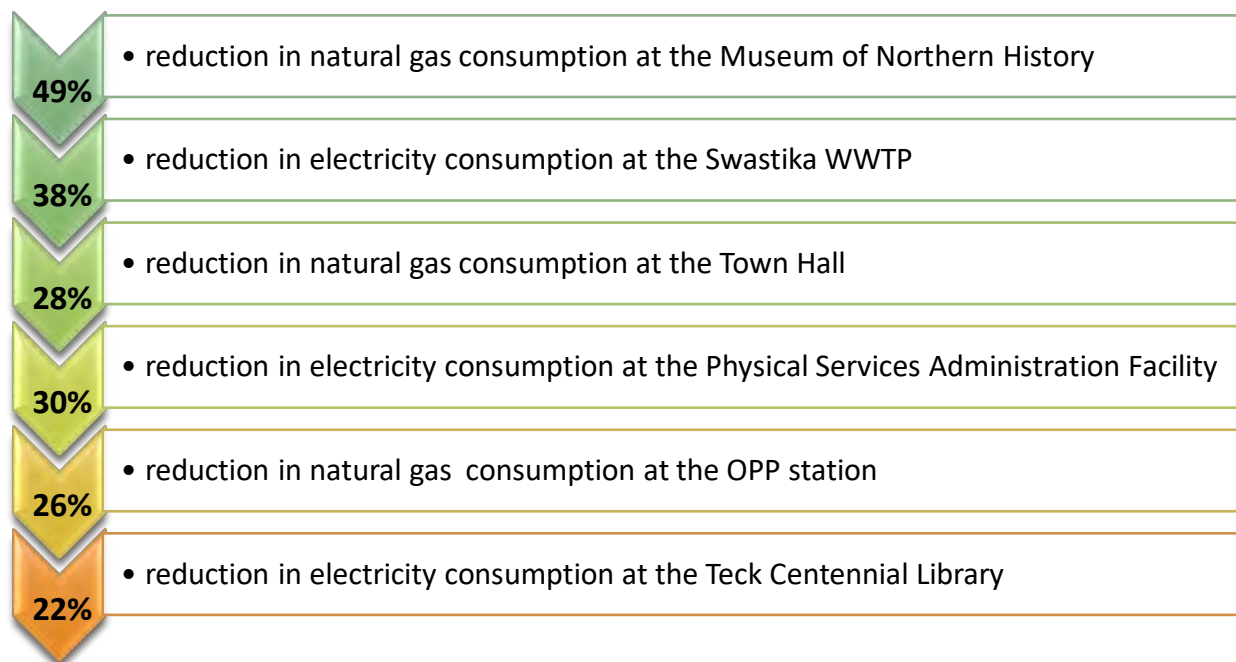 49%
• reduction in natural gas consumption at the Museum of Northern History
38%
• reduction in electricity consumption at the Swastika WWTP
28%
• reduction in natural gas consumption at the Town Hall
30%
• reduction in electricity consumption at the Physical Services Administration Facility
26%
• reduction in natural gas  consumption at the OPP station
22%
• reduction in electricity consumption at the Teck Centennial Library